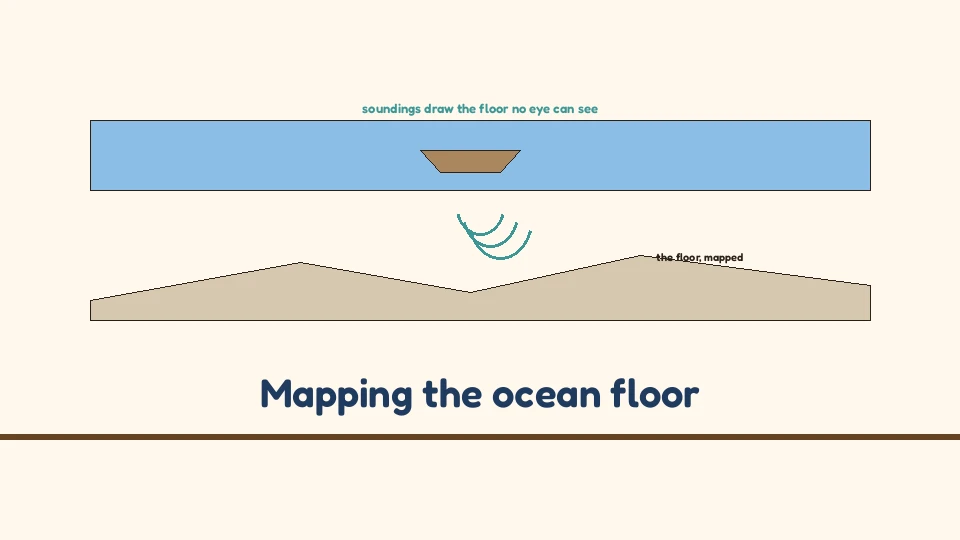 soundings draw the floor no eye can see
the floor, mapped
Mapping the ocean floor